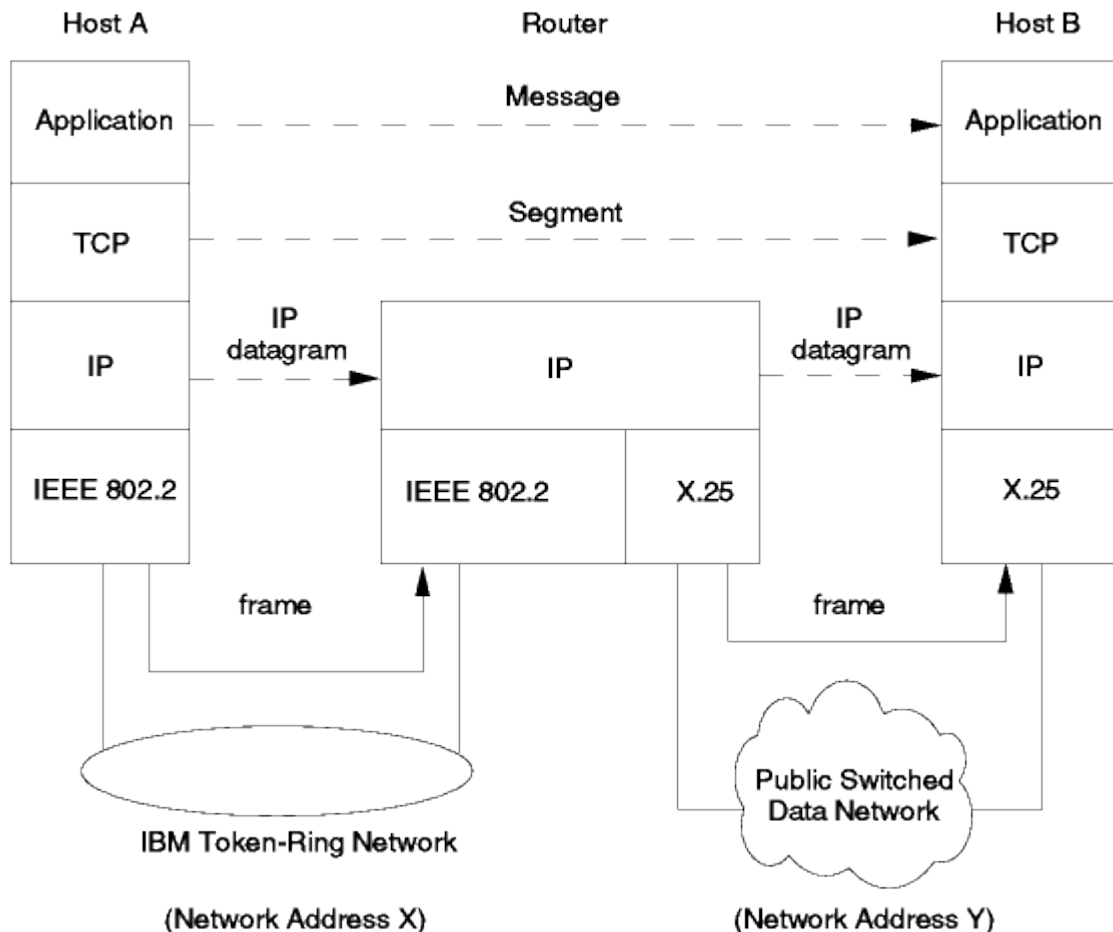 Host A
Router
Host B
Message
Application
Application
Segment
TCP
TCP
IP
datagram
IP
datagram
IP
IP
IP
IEEE 802.2
IEEE 802.2
X.25
X.25
frame
frame
Public Switched
Data Network
IBM Token-Ring Network
(Network Address X)
(Network Address Y)